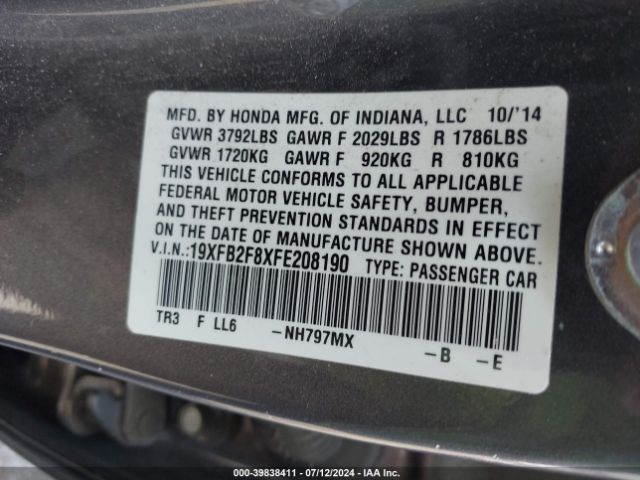 MFD. BY HONDA MFG. OF INDIANA, LLC 10/'14
GVWR 3792LBS GAWR F 2029LBS R 1786LBS
GVWR 1720KG GAWR F 920KG R 810KG
THIS VEHICLE CONFORMS TO ALL APPLICABLE
FEDERAL MOTOR VEHICLE SAFETY, BUMPER,
AND THEFT PREVENTION STANDARDS IN EFFECT
ON THE DATE OF MANUFACTURE SHOWN ABOVE.
V.I.N.:19XFB2F8XFE208190 TYPE: PASSENGER CAR
TR3 F LL6 -NH797MX -B -E
000-39838411 - 07/12/2024 - IAA Inc.